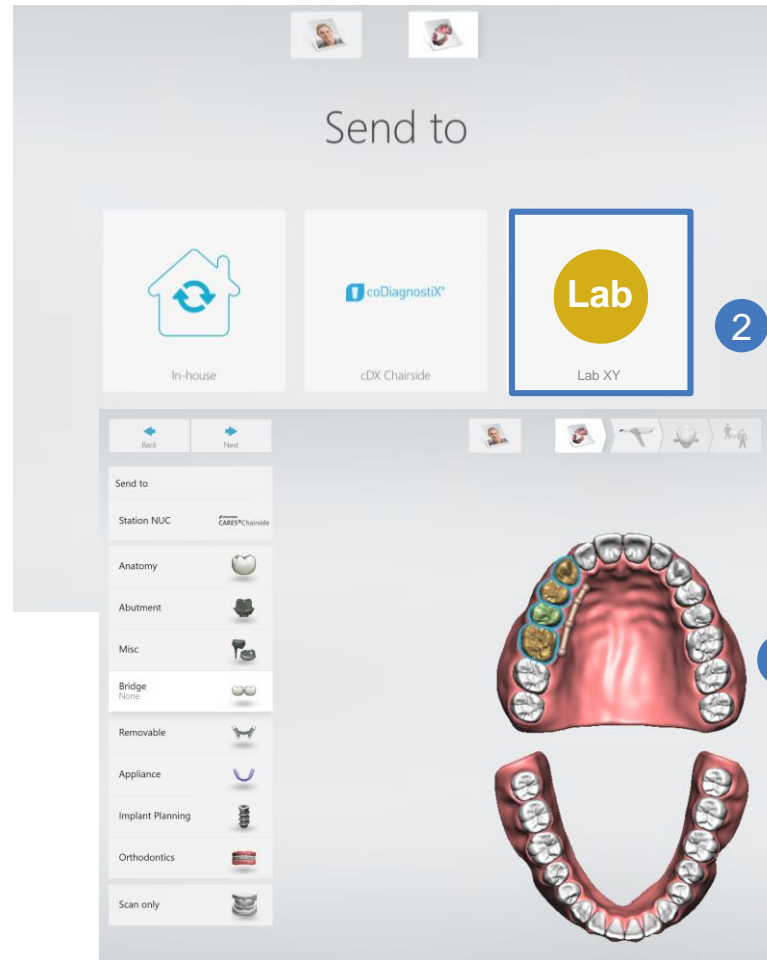 Send to
coDiagnostiX®
Lab
2
In-house
cDX Chairside
Lab XY
Back
Next
Send to
Station NUC
CARES® Chairside
Anatomy
Abutment
Misc
Bridge
None
Removable
Appliance
Implant Planning
Orthodontics
Scan only